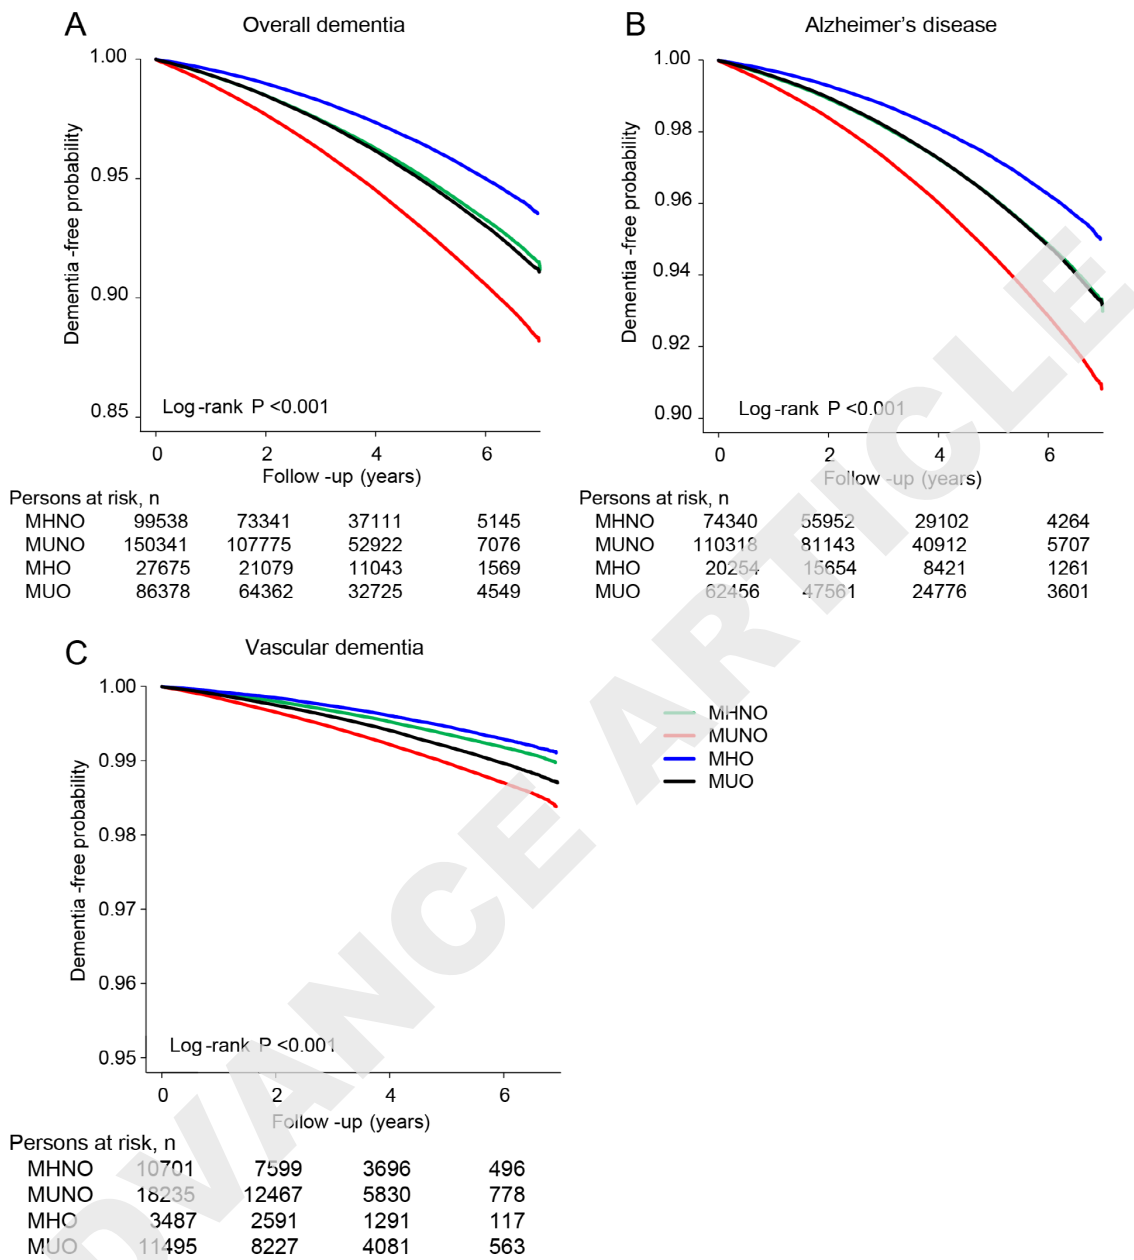 A Overall dementia
1.00
0.95
0.90
0.85
Dementia -free probability
Log -rank P <0.001
0 2 4 6
Follow -up (years)
Persons at risk, n
MHNO 99538 73341 37111 5145
MUNO 150341 107775 52922 7076
MHO 27675 21079 11043 1569
MUO 86378 64362 32725 4549
B Alzheimer’s disease
1.00
0.98
0.96
0.94
0.92
0.90
Dementia -free probability
Log -rank P <0.001
0 2 4 6
Follow -up (years)
Persons at risk, n
MHNO 74340 55952 29102 4264
MUNO 110318 81143 40912 5707
MHO 20254 15654 8421 1261
MUO 62456 47561 24776 3601
C Vascular dementia
1.00
0.99
0.98
0.97
0.96
0.95
Dementia -free probability
Log -rank P <0.001
0 2 4 6
Follow -up (years)
Persons at risk, n
MHNO 10701 7599 3696 496
MUNO 18235 12467 5830 778
MHO 3487 2591 1291 117
MUO 11495 8227 4081 563
MHNO
MUNO
MHO
MUO
DVANCE ARTICLE